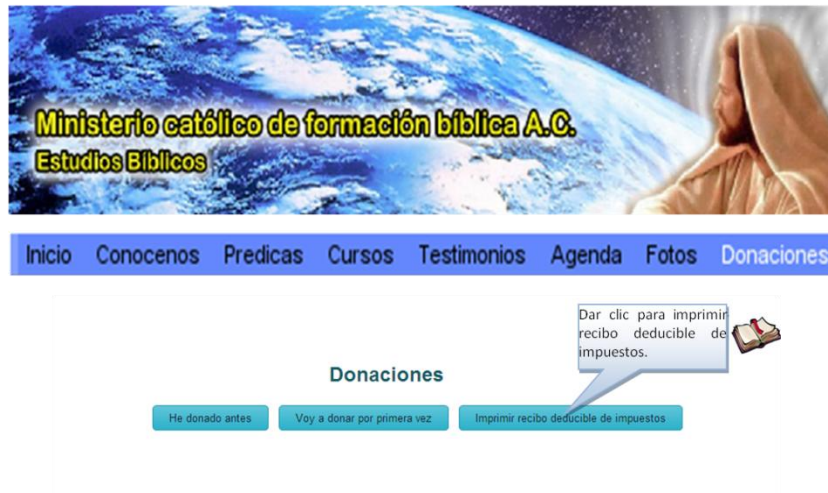 Ministerio católico de formación bíblica A.C.
Estudios Bíblicos
Inicio Conocenos Predicas Cursos Testimonios Agenda Fotos Donaciones
Dar clic para imprimir
recibo deducible de
impuestos.
Donaciones
He donado antes Voy a donar por primera vez Imprimir recibo deducible de impuestos